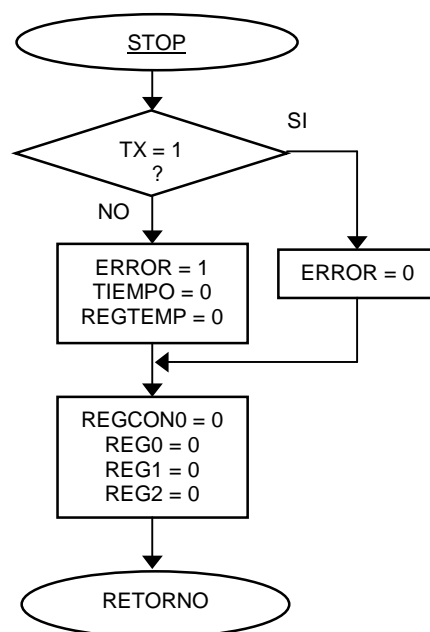 STOP
SI
TX = 1
?
NO
ERROR = 1
TIEMPO = 0
REGTEMP = 0
ERROR = 0
REGCON0 = 0
REG0 = 0
REG1 = 0
REG2 = 0
RETORNO